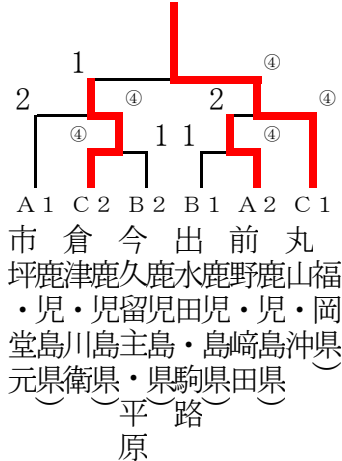 1
④
2
④
2
④
④
1
1
④
A1
C2
B2
B1
A2
C1
市坪・堂元
鹿児島県)
倉津・川衛
鹿児島県)
今久留主・平原
鹿児島県)
出水田・駒路
鹿児島県)
前野・﨑田
鹿児島県)
丸山・沖
福岡県)